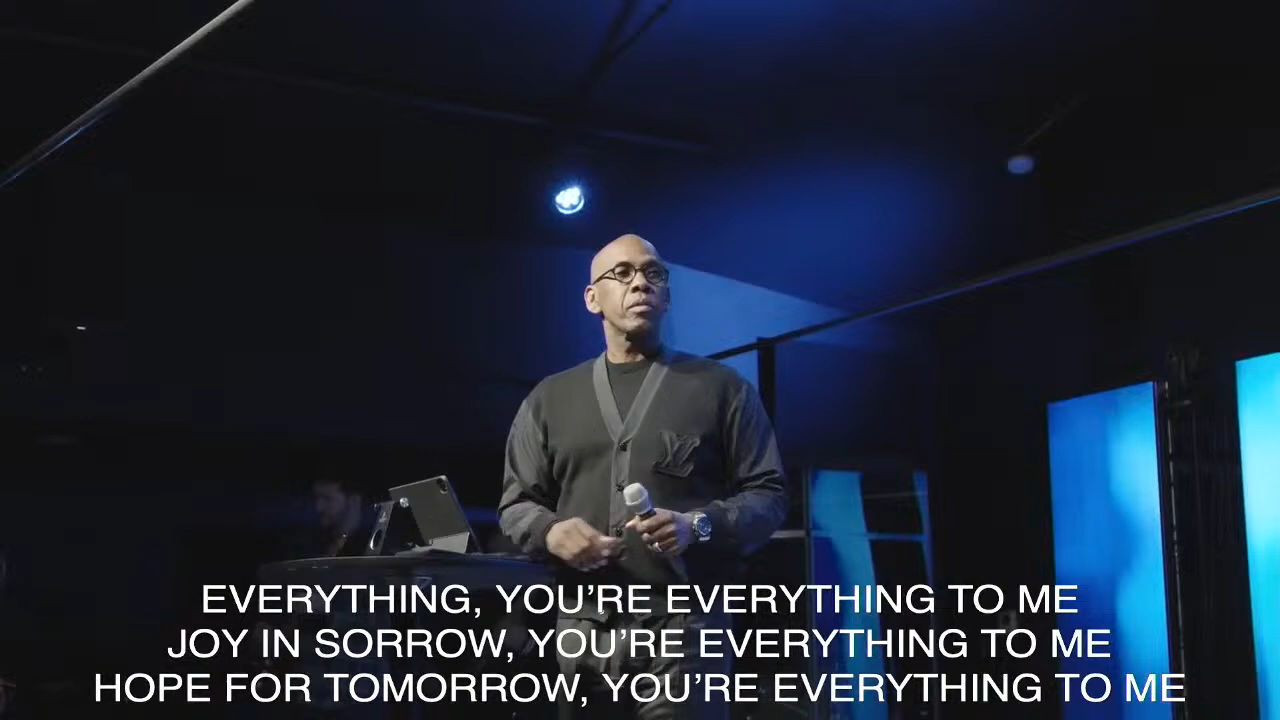 EVERYTHING, YOU’RE EVERYTHING TO ME
JOY IN SORROW, YOU’RE EVERYTHING TO ME
HOPE FOR TOMORROW, YOU’RE EVERYTHING TO ME